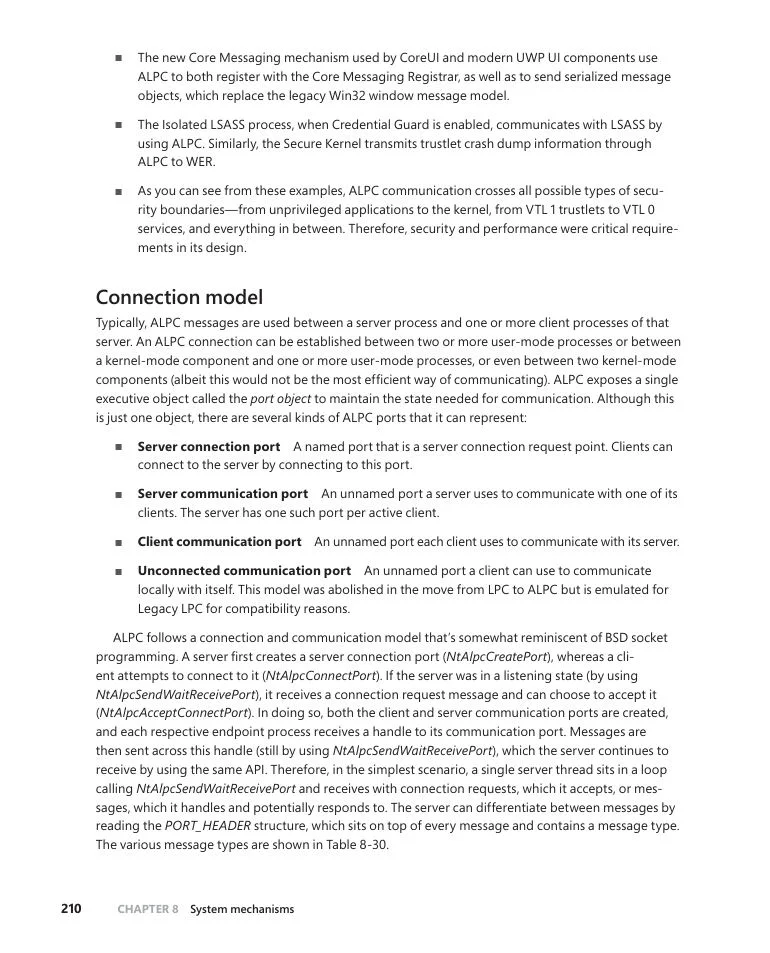 ■ The new Core Messaging mechanism used by CoreUI and modern UWP UI components use
ALPC to both register with the Core Messaging Registrar, as well as to send serialized message
objects, which replace the legacy Win32 window message model.
■ The Isolated LSASS process, when Credential Guard is enabled, communicates with LSASS by
using ALPC. Similarly, the Secure Kernel transmits trustlet crash dump information through
ALPC to WER.
■ As you can see from these examples, ALPC communication crosses all possible types of secu-
rity boundaries—from unprivileged applications to the kernel, from VTL 1 trustlets to VTL 0
services, and everything in between. Therefore, security and performance were critical require-
ments in its design.
Connection model
Typically, ALPC messages are used between a server process and one or more client processes of that
server. An ALPC connection can be established between two or more user-mode processes or between
a kernel-mode component and one or more user-mode processes, or even between two kernel-mode
components (albeit this would not be the most efficient way of communicating). ALPC exposes a single
executive object called the port object to maintain the state needed for communication. Although this
is just one object, there are several kinds of ALPC ports that it can represent:
■ Server connection port A named port that is a server connection request point. Clients can
connect to the server by connecting to this port.
■ Server communication port An unnamed port a server uses to communicate with one of its
clients. The server has one such port per active client.
■ Client communication port An unnamed port each client uses to communicate with its server.
■ Unconnected communication port An unnamed port a client can use to communicate
locally with itself. This model was abolished in the move from LPC to ALPC but is emulated for
Legacy LPC for compatibility reasons.
ALPC follows a connection and communication model that's somewhat reminiscent of BSD socket
programming. A server first creates a server connection port (NtAlpcCreatePort), whereas a cli-
ent attempts to connect to it (NtAlpcConnectPort). If the server was in a listening state (by using
NtAlpcSendWaitReceivePort), it receives a connection request message and can choose to accept it
(NtAlpcAcceptConnectPort). In doing so, both the client and server communication ports are created,
and each respective endpoint process receives a handle to its communication port. Messages are
then sent across this handle (still by using NtAlpcSendWaitReceivePort), which the server continues to
receive by using the same API. Therefore, in the simplest scenario, a single server thread sits in a loop
calling NtAlpcSendWaitReceivePort and receives with connection requests, which it accepts, or mes-
sages, which it handles and potentially responds to. The server can differentiate between messages by
reading the PORT_HEADER structure, which sits on top of every message and contains a message type.
The various message types are shown in Table 8-30.
210 CHAPTER 8 System mechanisms